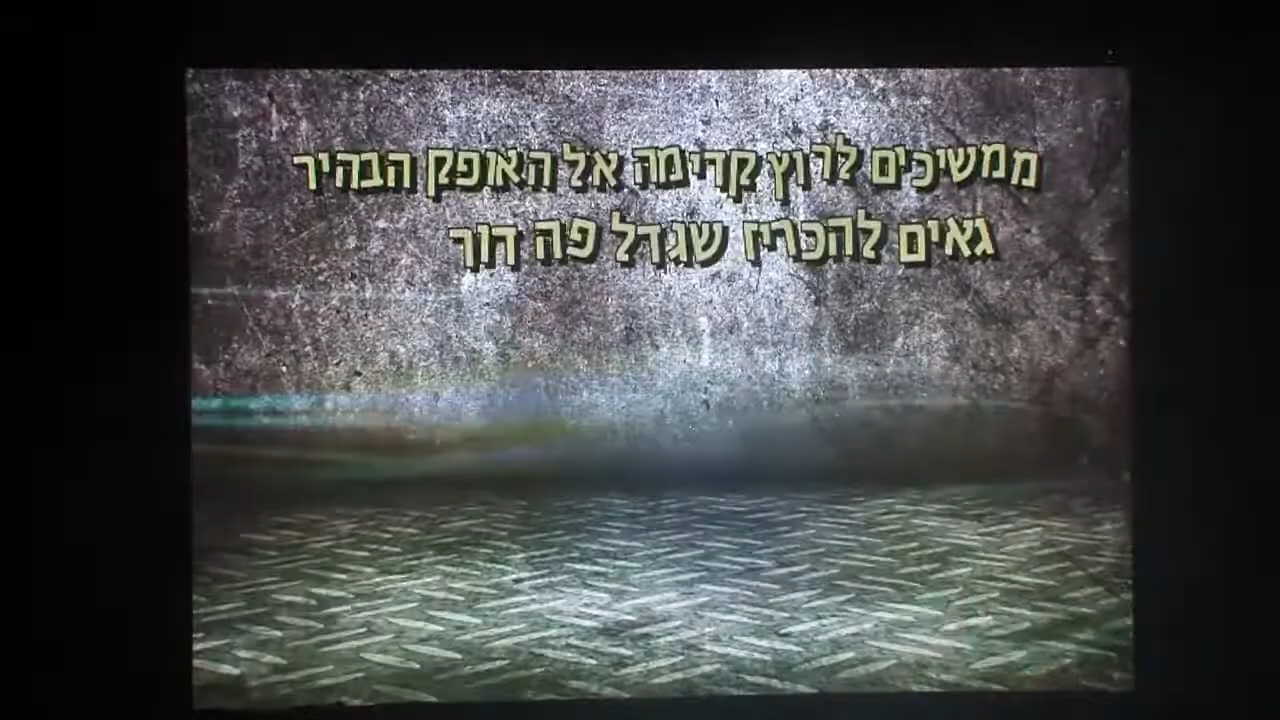 ממשיכים לרוץ קדימה אל האופק הבהיר
גאים להכריז שגדל פה דור